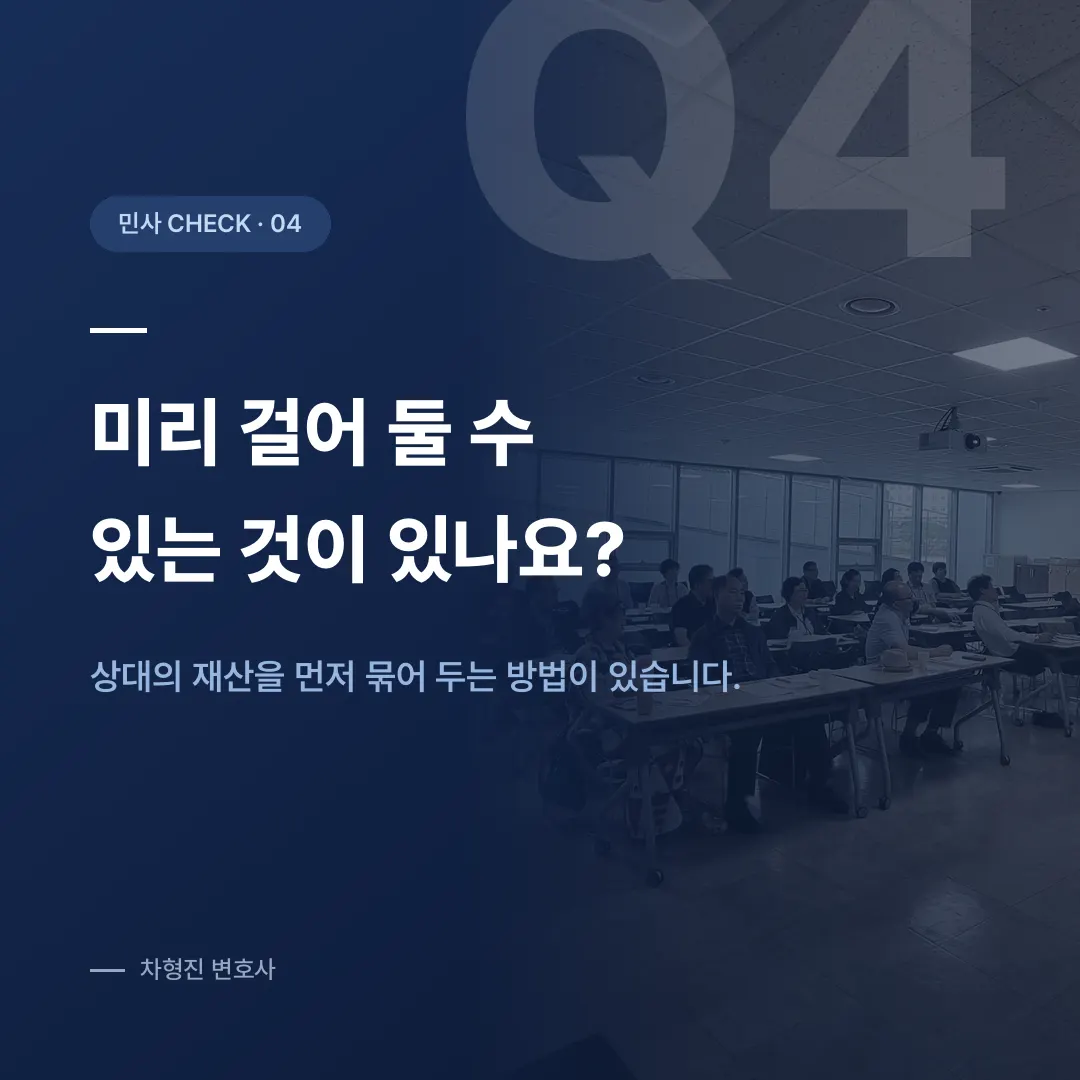 Q4
민사 CHECK · 04
미리 걸어 둘 수
있는 것이 있나요?
상대의 재산을 먼저 묶어 두는 방법이 있습니다.
차형진 변호사